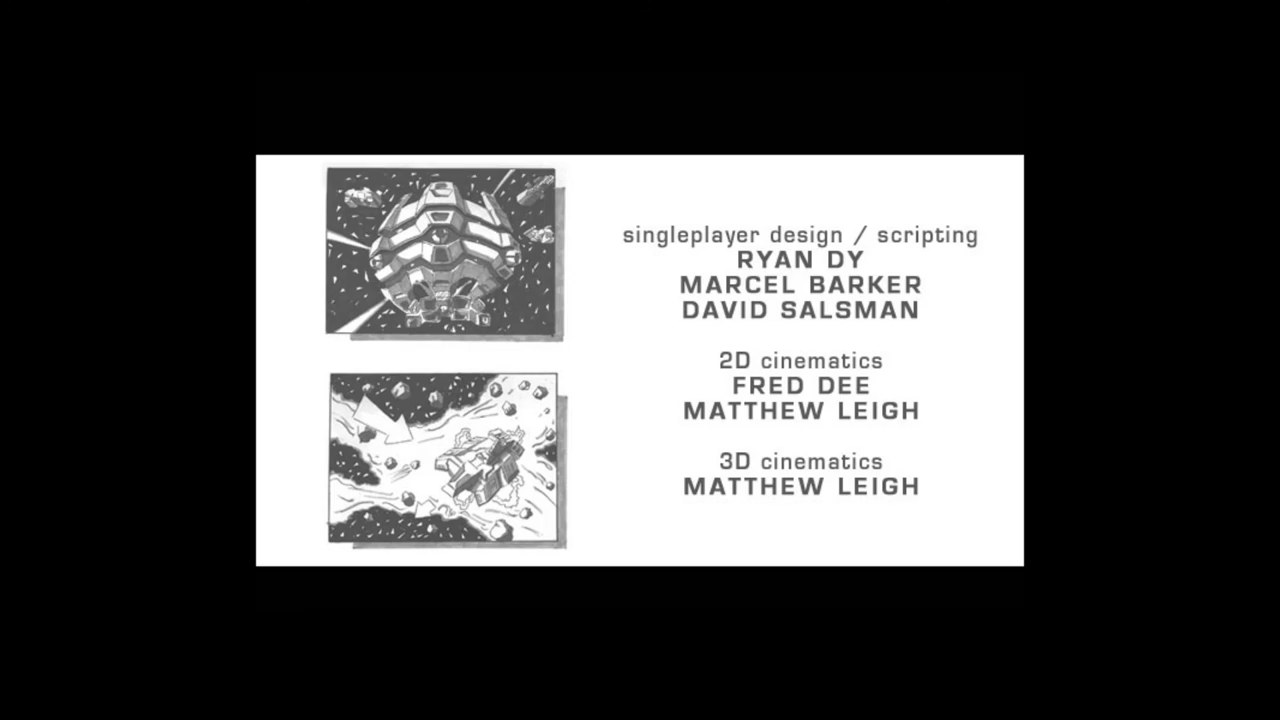 singleplayer design / scripting
RYAN DY
MARCEL BARKER
DAVID SALSMAN
2D cinematics
FRED DEE
MATTHEW LEIGH
3D cinematics
MATTHEW LEIGH